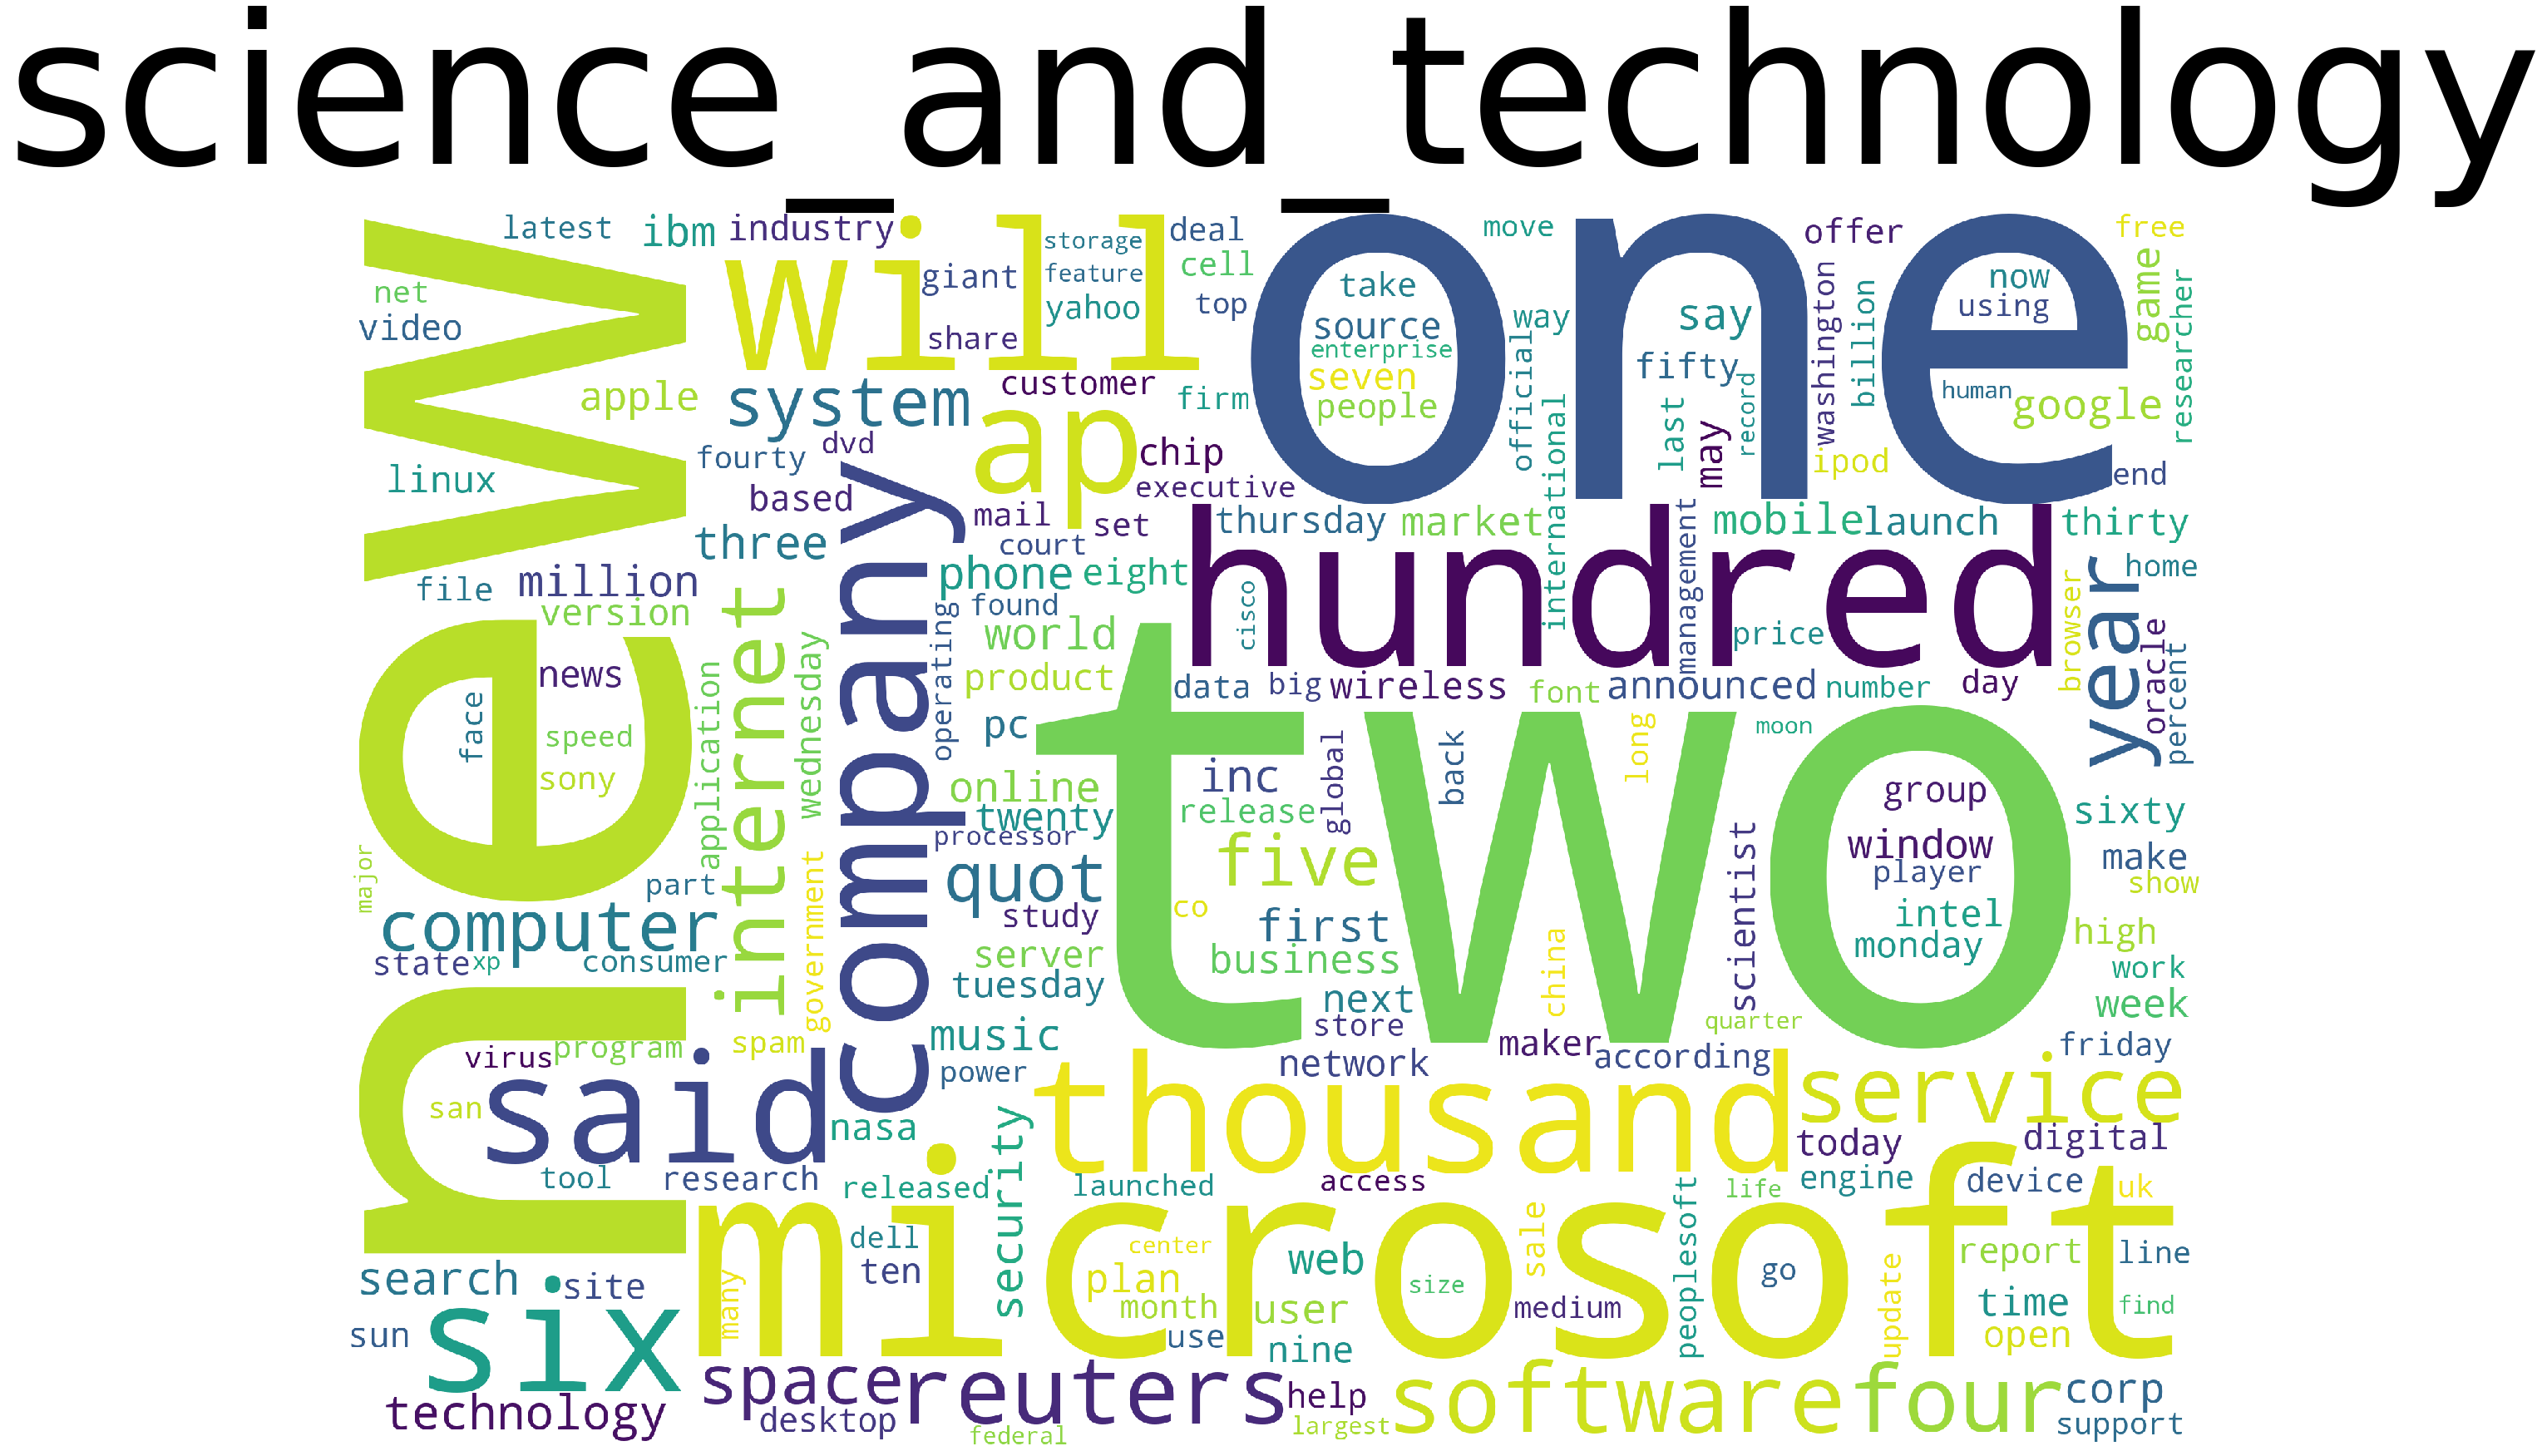 science_and_technology
latest
ibm
industry
will
storage
deal
one
move
offer
free
net
video
giant
feature
cell
take
way
say
now
using
game
researcher
share
yahoo
top
source
enterprise
seven
people
official
fifty
record
washington
billion
human
google
new
apple
system
customer
firm
ap
international
last
may
ipod
end
linux
fourty
dvd
based
chip
executive
mail
set
court
three
thursday
market
mobile
launch
thirty
hundred
file
million
version
company
phone
eight
found
world
cisco
management
price
year
home
browser
oracle
percent
internet
wednesday
operating
news
application
product
data
big
wireless
font
announced
number
day
face
speed
sony
pc
two
moon
long
back
global
inc
online
release
twenty
processor
group
sixty
window
player
make
show
major
part
quot
five
scientist
computer
government
study
co
first
intel
monday
high
state
xp
consumer
server
business
tuesday
next
china
work
week
virus
program
spam
music
store
quarter
network
maker
according
friday
power
said
san
nasa
security
thousand
service
today
digital
tool
research
released
launched
access
peoplesoft
life
engine
device
uk
microsoft
dell
ten
center
web
sale
report
line
search
site
many
plan
month
user
size
medium
go
update
time
find
six
sun
use
nine
open
space
reuters
help
software
four
corp
technology
desktop
federal
largest
support